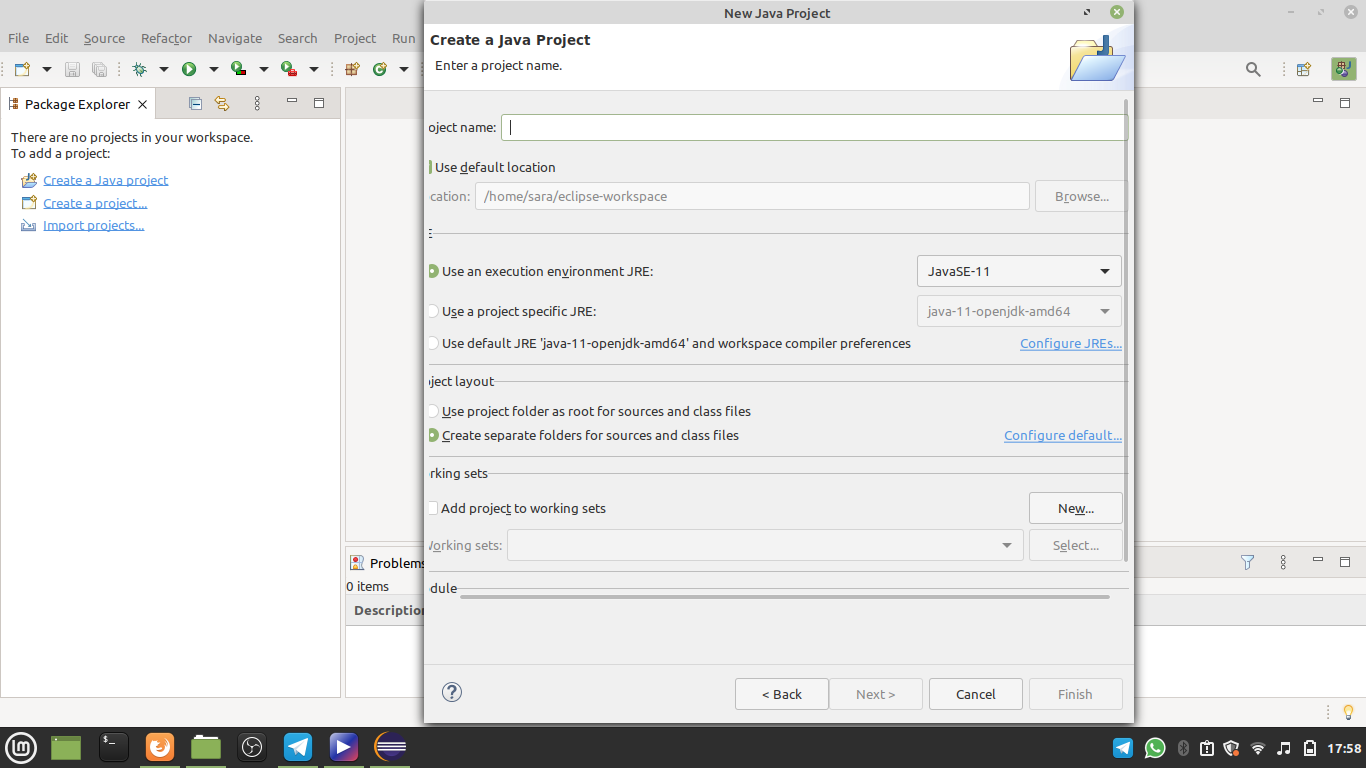 New Java Project
File Edit Source Refactor Navigate Search Project Run
Create a Java Project
Enter a project name.
Package Explorer
There are no projects in your workspace.
To add a project:
Create a Java project
Create a project...
Import projects...
oject name:
Use default location
cation: /home/sara/eclipse-workspace Browse...
E
Use an execution environment JRE: JavaSE-11
Use a project specific JRE: java-11-openjdk-amd64
Use default JRE 'java-11-openjdk-amd64' and workspace compiler preferences Configure JREs...
ject layout
Use project folder as root for sources and class files
Create separate folders for sources and class files Configure default...
rking sets
Add project to working sets New...
Working sets: Select...
dule
Problems
0 items
Description
< Back Next > Cancel Finish
17:58